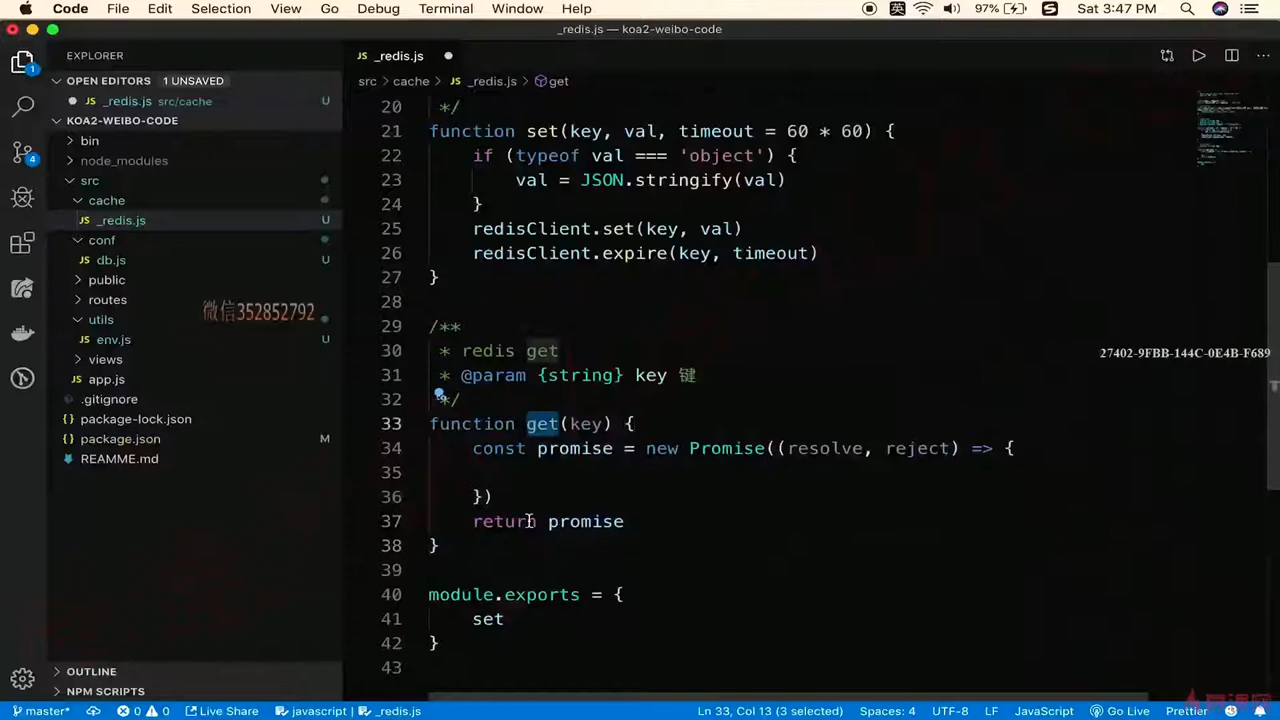 Code File Edit Selection View Go Debug Terminal Window Help 英 97% Sat 3:47 PM
_redis.js — koa2-weibo-code
EXPLORER
OPEN EDITORS 1 UNSAVED
_redis.js src/cache U
KOA2-WEIBO-CODE
bin
node_modules
src
cache
JS _redis.js U
conf
JS db.js U
public
routes
utils
JS env.js U
views
JS app.js
.gitignore
{} package-lock.json
{} package.json M
REAMME.md
OUTLINE
NPM SCRIPTS
1
4
微信352852792
_redis.js
src > cache > JS _redis.js > get
20 */
21 function set(key, val, timeout = 60 * 60) {
22 if (typeof val === 'object') {
23 val = JSON.stringify(val)
24 }
25 redisClient.set(key, val)
26 redisClient.expire(key, timeout)
27 }
28
29 /**
30 * redis get
31 * @param {string} key 键
32 */
33 function get(key) {
34 const promise = new Promise((resolve, reject) => {
35
36 })
37 return promise
38 }
39
40 module.exports = {
41 set
42 }
43
27402-9FBB-144C-0E4B-F689
master* 0 0 Live Share javascript | _redis.js Ln 33, Col 13 (3 selected) Spaces: 4 UTF-8 LF JavaScript Go Live Prettier